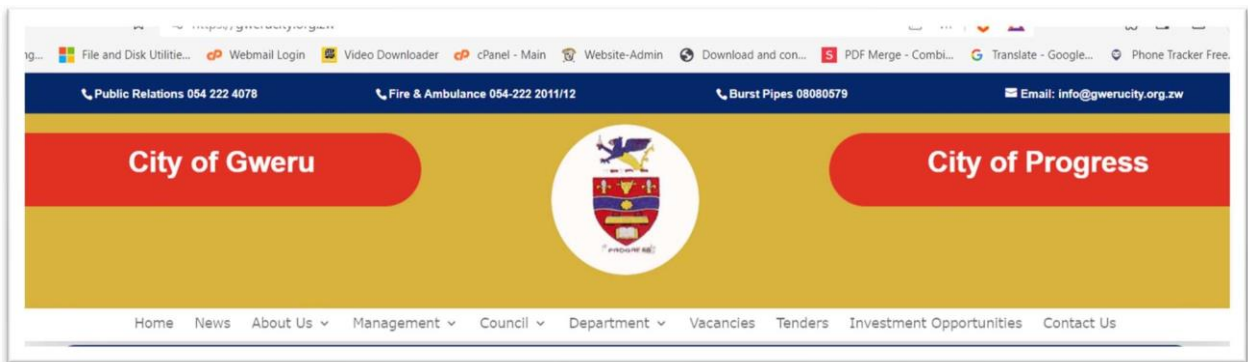 ng... File and Disk Utilitie... Webmail Login Video Downloader cPanel - Main Website-Admin Download and con... PDF Merge - Combi... Translate - Google... Phone Tracker Free.
Public Relations 054 222 4078 Fire & Ambulance 054-222 2011/12 Burst Pipes 08080579 Email: info@gwerucity.org.zw
City of Gweru
City of Progress
PROGRESS
Home News About Us Management Council Department Vacancies Tenders Investment Opportunities Contact Us